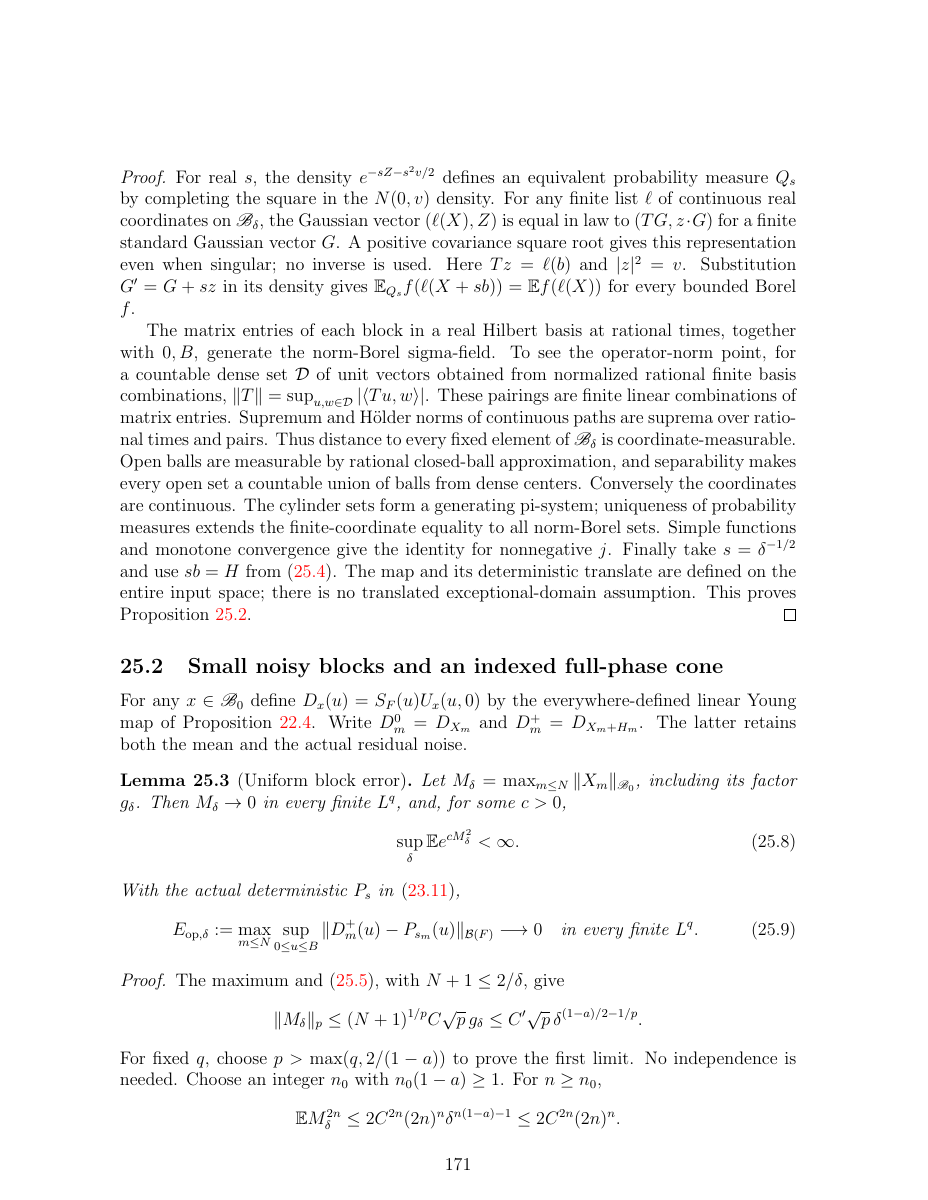 Proof. For real s, the density e^{−sZ−s²v/2} defines an equivalent probability measure Q_s
by completing the square in the N(0, v) density. For any finite list ℓ of continuous real
coordinates on ℬ_δ, the Gaussian vector (ℓ(X), Z) is equal in law to (TG, z·G) for a finite
standard Gaussian vector G. A positive covariance square root gives this representation
even when singular; no inverse is used. Here Tz = ℓ(b) and |z|² = v. Substitution
G′ = G + sz in its density gives 𝔼_{Q_s} f(ℓ(X + sb)) = 𝔼f(ℓ(X)) for every bounded Borel
f.
The matrix entries of each block in a real Hilbert basis at rational times, together
with 0, B, generate the norm-Borel sigma-field. To see the operator-norm point, for
a countable dense set 𝒟 of unit vectors obtained from normalized rational finite basis
combinations, ‖T‖ = sup_{u,w∈𝒟} |⟨Tu, w⟩|. These pairings are finite linear combinations of
matrix entries. Supremum and Hölder norms of continuous paths are suprema over ratio-
nal times and pairs. Thus distance to every fixed element of ℬ_δ is coordinate-measurable.
Open balls are measurable by rational closed-ball approximation, and separability makes
every open set a countable union of balls from dense centers. Conversely the coordinates
are continuous. The cylinder sets form a generating pi-system; uniqueness of probability
measures extends the finite-coordinate equality to all norm-Borel sets. Simple functions
and monotone convergence give the identity for nonnegative j. Finally take s = δ^{−1/2}
and use sb = H from (25.4). The map and its deterministic translate are defined on the
entire input space; there is no translated exceptional-domain assumption. This proves
Proposition 25.2. □
25.2 Small noisy blocks and an indexed full-phase cone
For any x ∈ ℬ_0 define D_x(u) = S_F(u)U_x(u, 0) by the everywhere-defined linear Young
map of Proposition 22.4. Write D_m^0 = D_{X_m} and D_m^+ = D_{X_m+H_m}. The latter retains
both the mean and the actual residual noise.
Lemma 25.3 (Uniform block error). Let M_δ = max_{m≤N} ‖X_m‖_{ℬ_0}, including its factor
g_δ. Then M_δ → 0 in every finite L^q, and, for some c > 0,
sup_δ 𝔼e^{cM_δ^2} < ∞. (25.8)
With the actual deterministic P_s in (23.11),
E_{op,δ} := max_{m≤N} sup_{0≤u≤B} ‖D_m^+(u) − P_{s_m}(u)‖_{ℬ(F)} ⟶ 0 in every finite L^q. (25.9)
Proof. The maximum and (25.5), with N + 1 ≤ 2/δ, give
‖M_δ‖_p ≤ (N + 1)^{1/p}C√p g_δ ≤ C′√p δ^{(1−a)/2−1/p}.
For fixed q, choose p > max(q, 2/(1 − a)) to prove the first limit. No independence is
needed. Choose an integer n_0 with n_0(1 − a) ≥ 1. For n ≥ n_0,
𝔼M_δ^{2n} ≤ 2C^{2n}(2n)^n δ^{n(1−a)−1} ≤ 2C^{2n}(2n)^n.
171